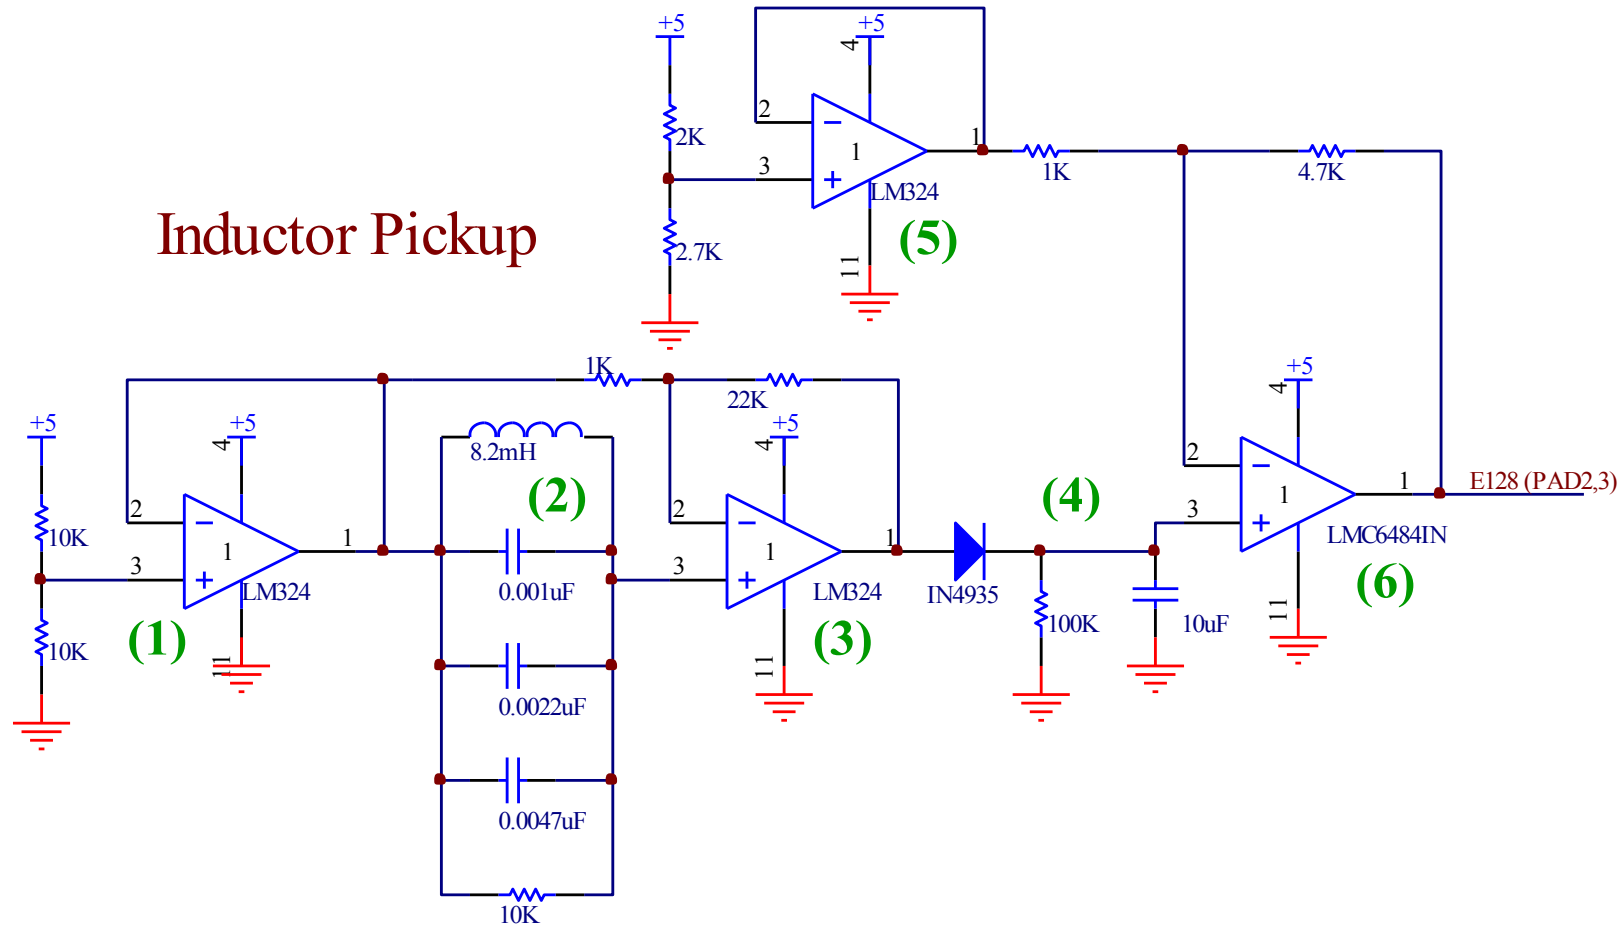 +5
+5
4
2
2K
1
1
1K
4.7K
3
LM324
Inductor Pickup
2.7K
(5)
11
1K
22K
+5
4
+5
+5
4
8.2mH
+5
4
2
E128 (PAD2,3)
(2)
(4)
1
1
2
2
3
10K
LMC6484IN
1
1
1
1
3
3
(6)
LM324
0.001uF
LM324
IN4935
11
10K
(1)
(3)
100K
10uF
11
11
0.0022uF
0.0047uF
10K